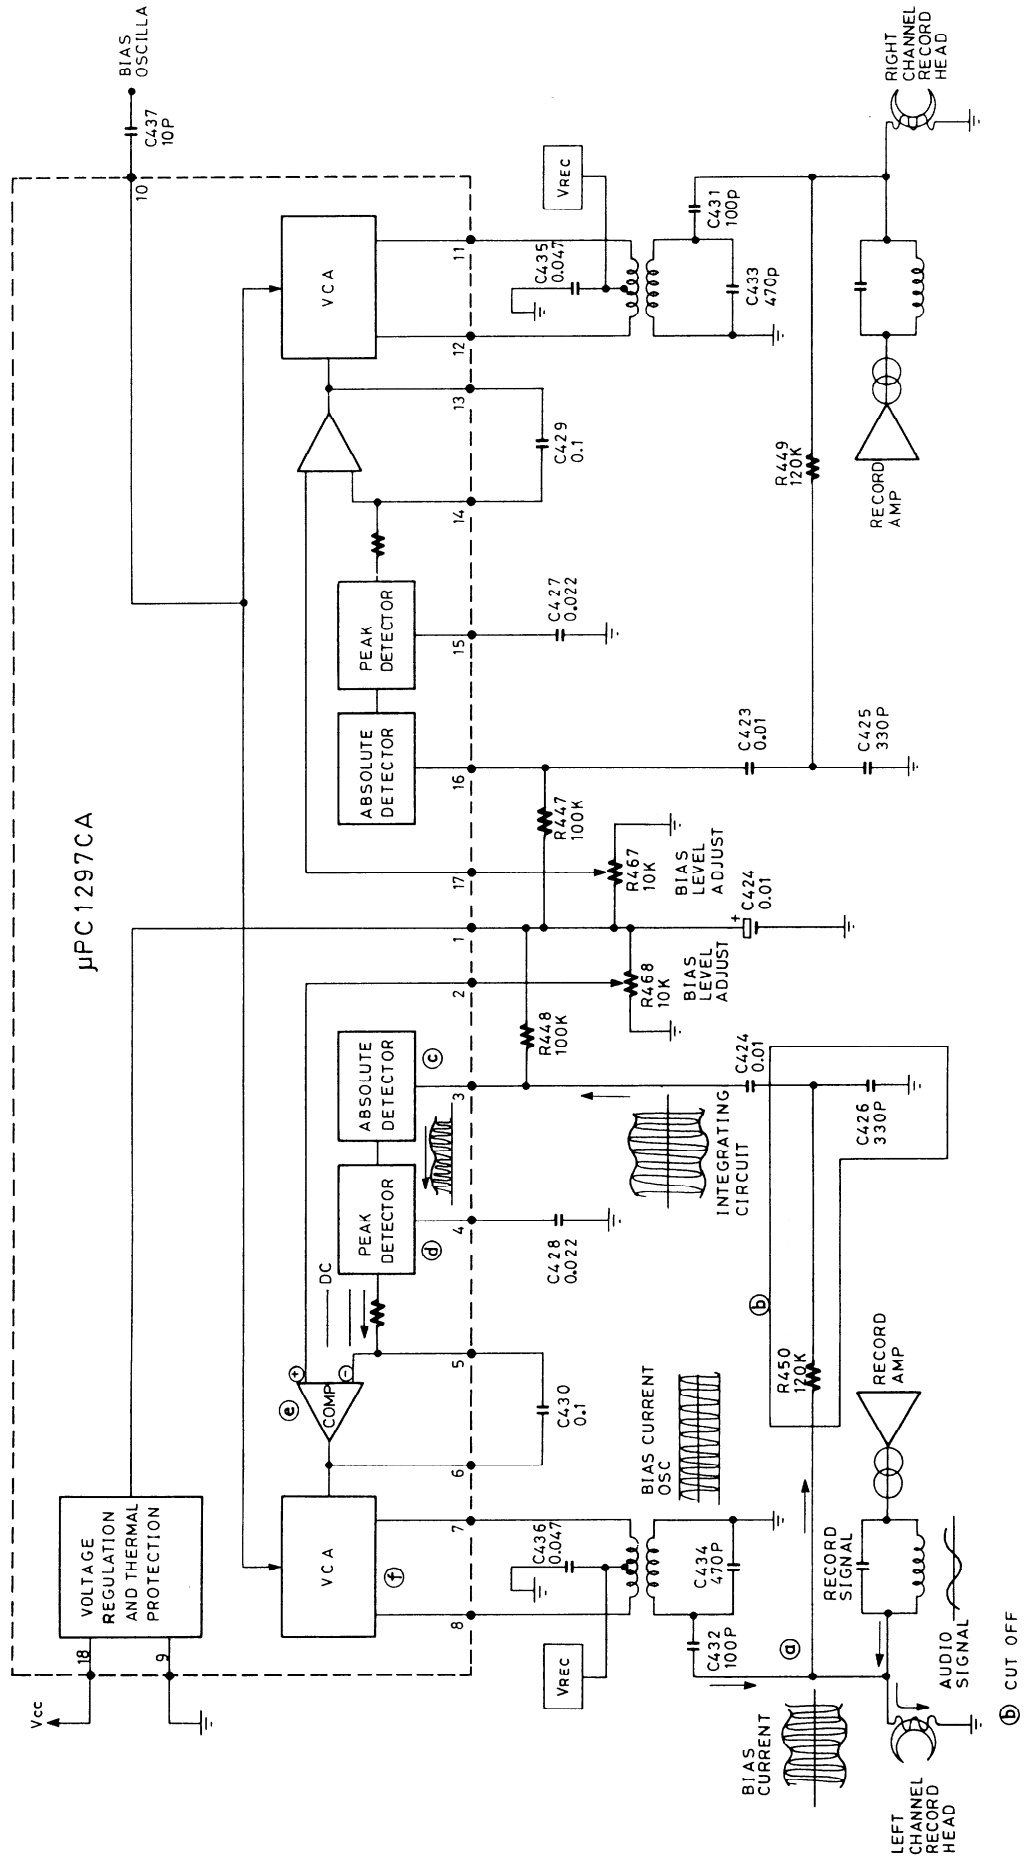 µPC1297CA
Vcc
18
9
VOLTAGE
REGULATION
AND THERMAL
PROTECTION
10
C437
10P
BIAS
OSCILLA
VCA
f
8
7
6
COMP
e
+
−
DC
5
PEAK
DETECTOR
d
4
ABSOLUTE
DETECTOR
c
3
2
1
17
16
ABSOLUTE
DETECTOR
PEAK
DETECTOR
15
14
13
12
11
VCA
VREC
C436
0.047
C430
0.1
C428
0.022
R448
100K
R447
100K
R468
10K
BIAS
LEVEL
ADJUST
R467
10K
BIAS
LEVEL
ADJUST
C427
0.022
C429
0.1
C435
0.047
VREC
C432
100P
C434
470P
BIAS CURRENT
OSC
INTEGRATING
CIRCUIT
C424
0.01
+
C424
0.01
C423
0.01
C433
470p
C431
100p
BIAS
CURRENT
a
b
R450
120K
C426
330P
C425
330P
R449
120K
RECORD
SIGNAL
RECORD
AMP
RECORD
AMP
LEFT
CHANNEL
RECORD
HEAD
AUDIO
SIGNAL
RIGHT
CHANNEL
RECORD
HEAD
b CUT OFF